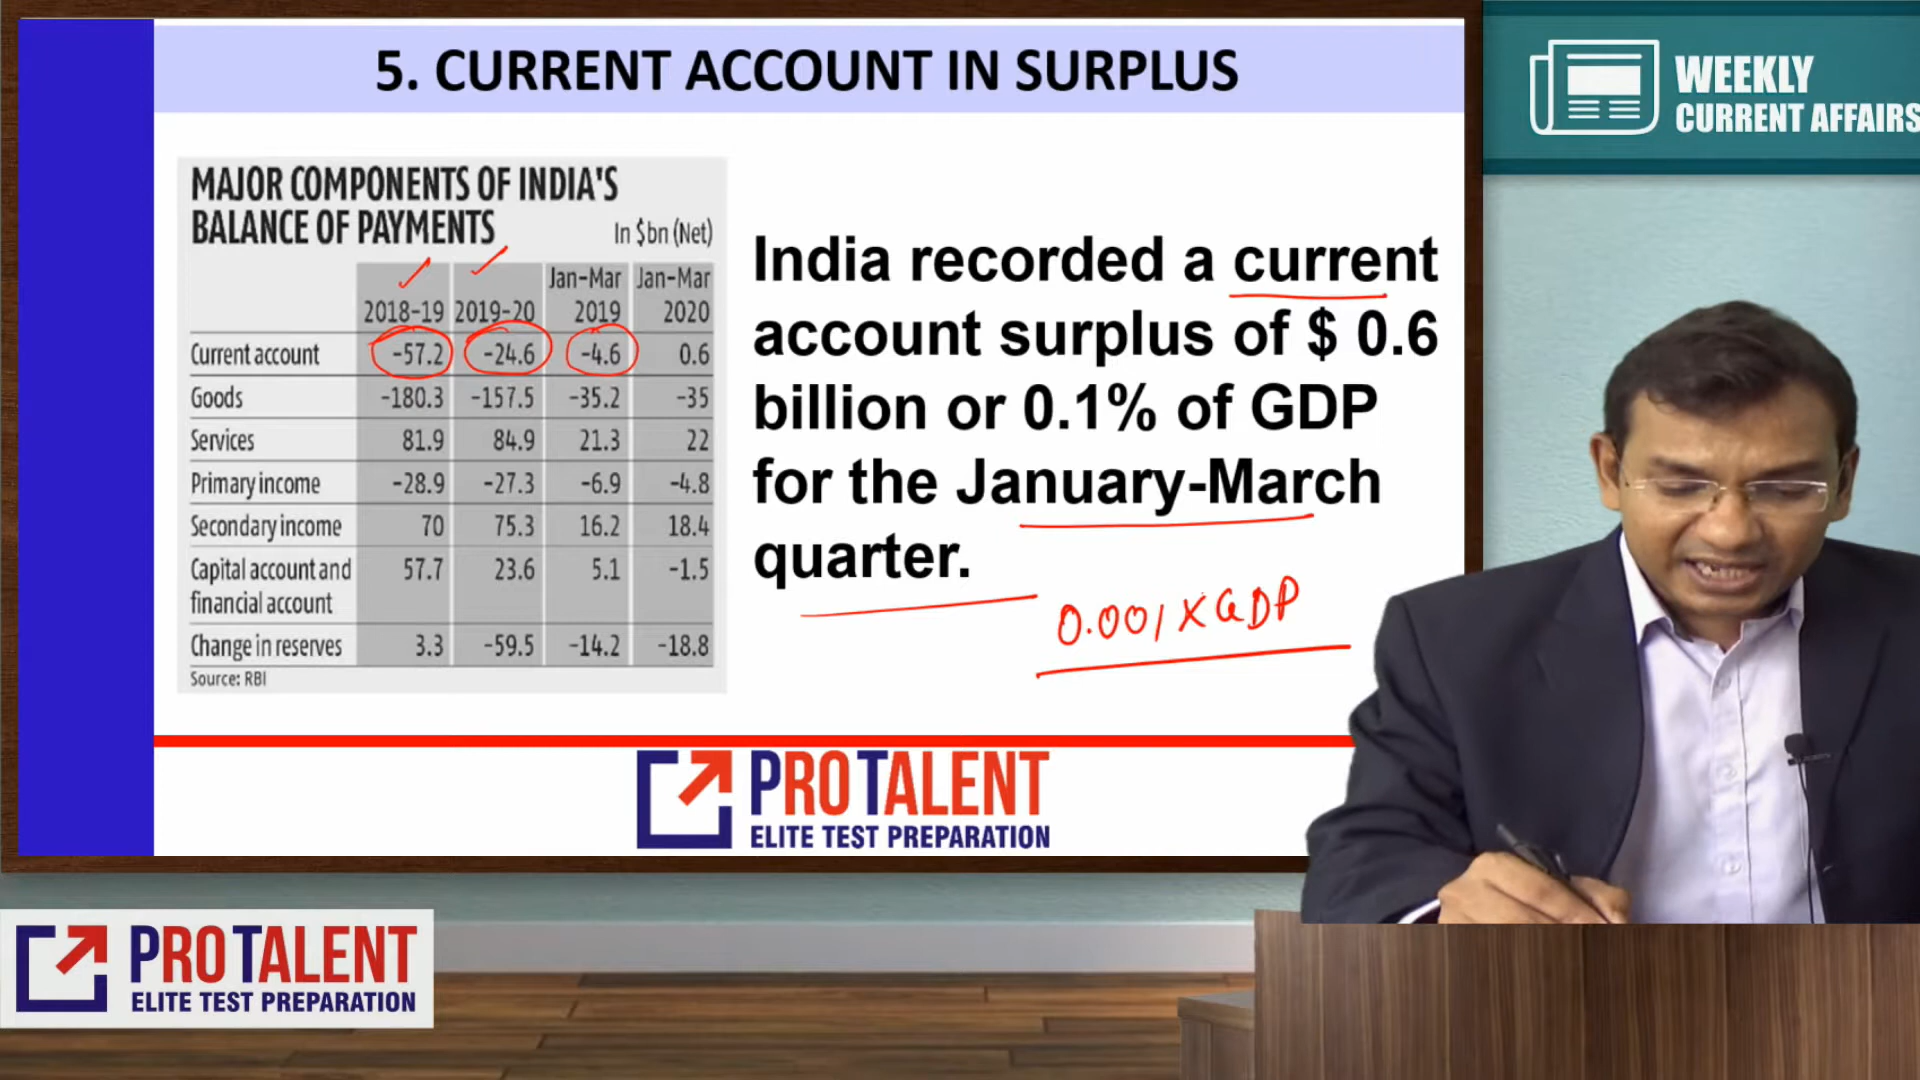 5. CURRENT ACCOUNT IN SURPLUS
WEEKLY
CURRENT AFFAIRS
MAJOR COMPONENTS OF INDIA'S
BALANCE OF PAYMENTS
In $bn (Net)
2018-19 2019-20 Jan-Mar 2019 Jan-Mar 2020
Current account -57.2 -24.6 -4.6 0.6
Goods -180.3 -157.5 -35.2 -35
Services 81.9 84.9 21.3 22
Primary income -28.9 -27.3 -6.9 -4.8
Secondary income 70 75.3 16.2 18.4
Capital account and 57.7 23.6 5.1 -1.5
financial account
Change in reserves 3.3 -59.5 -14.2 -18.8
Source: RBI
India recorded a current
account surplus of $ 0.6
billion or 0.1% of GDP
for the January-March
quarter.
0.001 X GDP
PROTALENT
ELITE TEST PREPARATION
PROTALENT
ELITE TEST PREPARATION